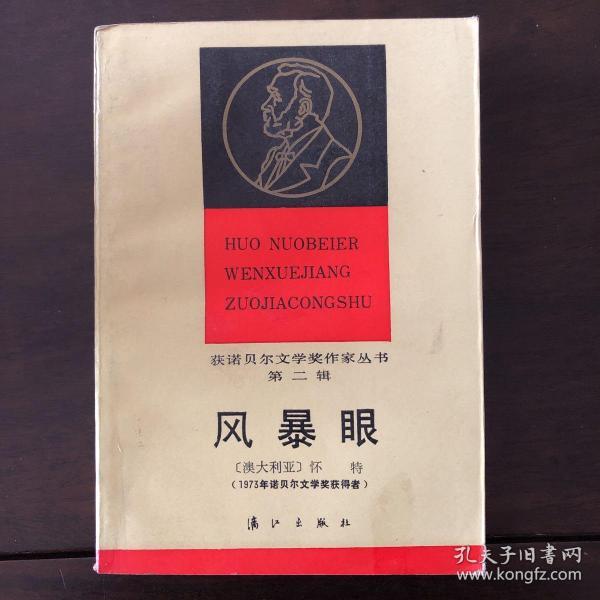 HUO NUOBEIER
WENXUEJIANG
ZUOJIACONGSHU
获诺贝尔文学奖作家丛书
第二辑
风暴眼
〔澳大利亚〕怀 特
(1973年诺贝尔文学奖获得者)
漓江出版社
孔夫子旧书网
www.kongfz.com